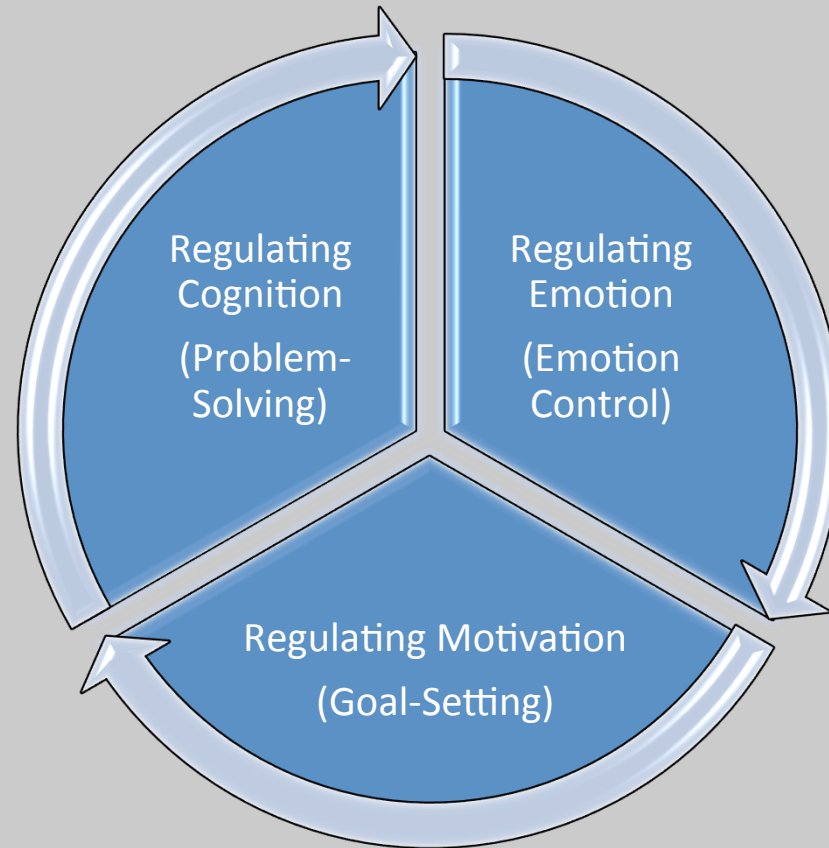 Regulating
Cognition
(Problem-
Solving)
Regulating
Emotion
(Emotion
Control)
Regulating Motivation
(Goal-Setting)